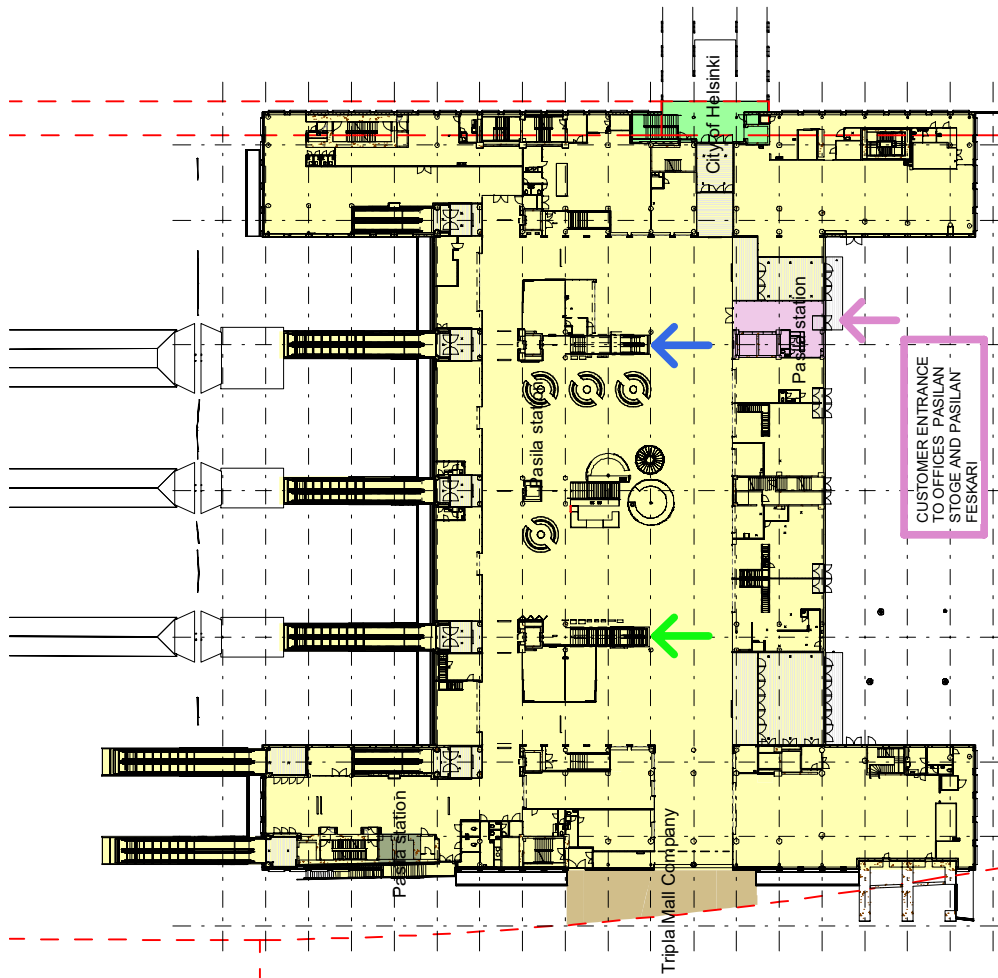 City of Helsinki
Pasila station
Pasila station
CUSTOMER ENTRANCE
TO OFFICES PASILAN
STOGE AND PASILAN
FESKARI
Pasila station
Tripla Mall Company